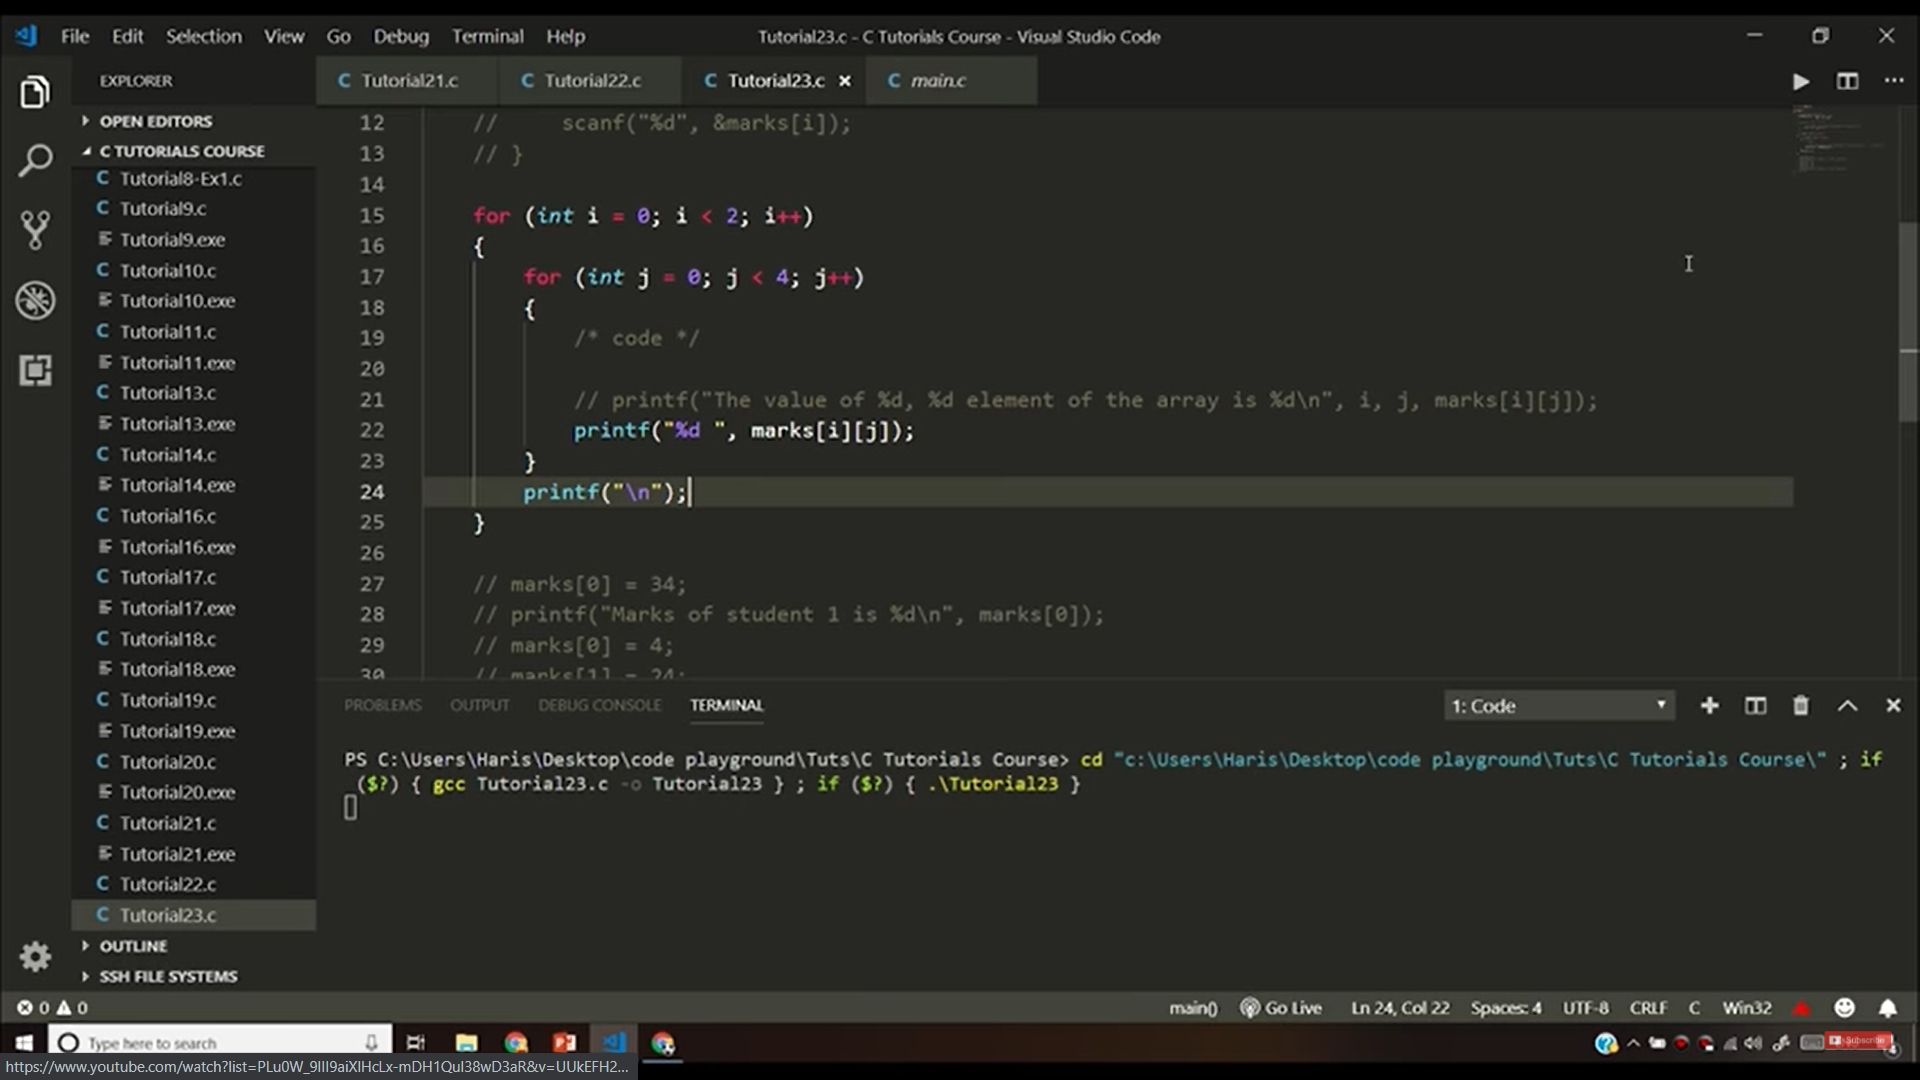 File Edit Selection View Go Debug Terminal Help
Tutorial23.c - C Tutorials Course - Visual Studio Code
EXPLORER
Tutorial21.c
Tutorial22.c
Tutorial23.c
main.c
OPEN EDITORS
C TUTORIALS COURSE
Tutorial8-Ex1.c
Tutorial9.c
Tutorial9.exe
Tutorial10.c
Tutorial10.exe
Tutorial11.c
Tutorial11.exe
Tutorial13.c
Tutorial13.exe
Tutorial14.c
Tutorial14.exe
Tutorial16.c
Tutorial16.exe
Tutorial17.c
Tutorial17.exe
Tutorial18.c
Tutorial18.exe
Tutorial19.c
Tutorial19.exe
Tutorial20.c
Tutorial20.exe
Tutorial21.c
Tutorial21.exe
Tutorial22.c
Tutorial23.c
OUTLINE
SSH FILE SYSTEMS
12 // scanf("%d", &marks[i]);
13 // }
14
15 for (int i = 0; i < 2; i++)
16 {
17 for (int j = 0; j < 4; j++)
18 {
19 /* code */
20
21 // printf("The value of %d, %d element of the array is %d\n", i, j, marks[i][j]);
22 printf("%d ", marks[i][j]);
23 }
24 printf("\n");
25 }
26
27 // marks[0] = 34;
28 // printf("Marks of student 1 is %d\n", marks[0]);
29 // marks[0] = 4;
30 // marks[1] = 24;
PROBLEMS OUTPUT DEBUG CONSOLE TERMINAL
1: Code
PS C:\Users\Haris\Desktop\code playground\Tuts\C Tutorials Course> cd "c:\Users\Haris\Desktop\code playground\Tuts\C Tutorials Course\" ; if
($?) { gcc Tutorial23.c -o Tutorial23 } ; if ($?) { .\Tutorial23 }
0 0
main() Go Live Ln 24, Col 22 Spaces: 4 UTF-8 CRLF C Win32
Type here to search
Subscribe
https://www.youtube.com/watch?list=PLu0W_9lII9aiXlHcLx-mDH1Qul38wD3aR&v=UUkEFH2...